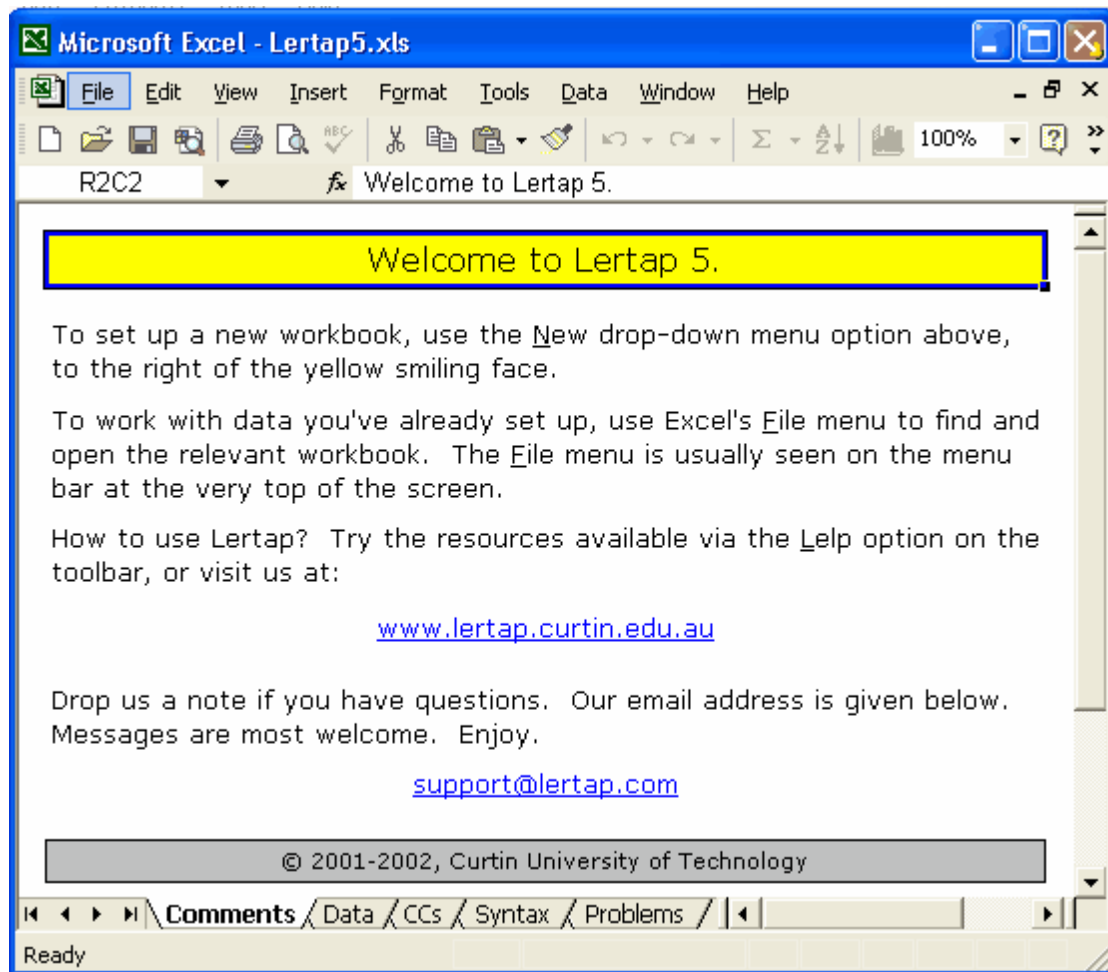 Microsoft Excel - Lertap5.xls
File Edit View Insert Format Tools Data Window Help
100%
R2C2 fx Welcome to Lertap 5.
Welcome to Lertap 5.
To set up a new workbook, use the New drop-down menu option above,
to the right of the yellow smiling face.
To work with data you've already set up, use Excel's File menu to find and
open the relevant workbook. The File menu is usually seen on the menu
bar at the very top of the screen.
How to use Lertap? Try the resources available via the Lelp option on the
toolbar, or visit us at:
www.lertap.curtin.edu.au
Drop us a note if you have questions. Our email address is given below.
Messages are most welcome. Enjoy.
support@lertap.com
© 2001-2002, Curtin University of Technology
Comments Data CCs Syntax Problems
Ready